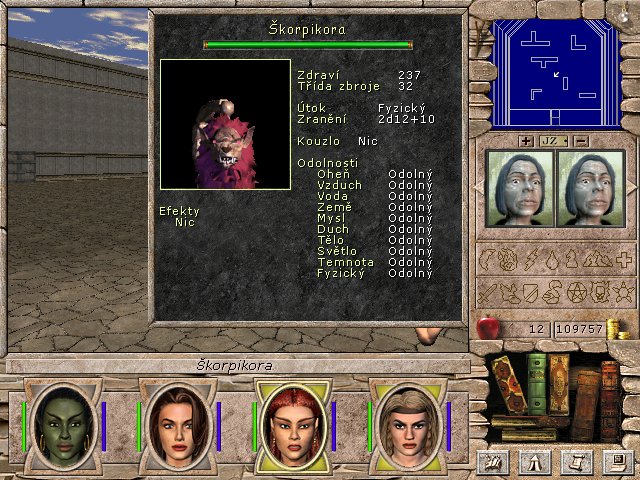 Škorpikora
Zdraví 237
Třída zbroje 32
Útok Fyzický
Zranění 2d12+10
Kouzlo Nic
Odolnosti
Oheň Odolný
Vzduch Odolný
Voda Odolný
Země Odolný
Mysl Odolný
Duch Odolný
Tělo Odolný
Světlo Odolný
Temnota Odolný
Fyzický Odolný
Efekty
Nic
+ JZ −
12 109757
Škorpikora